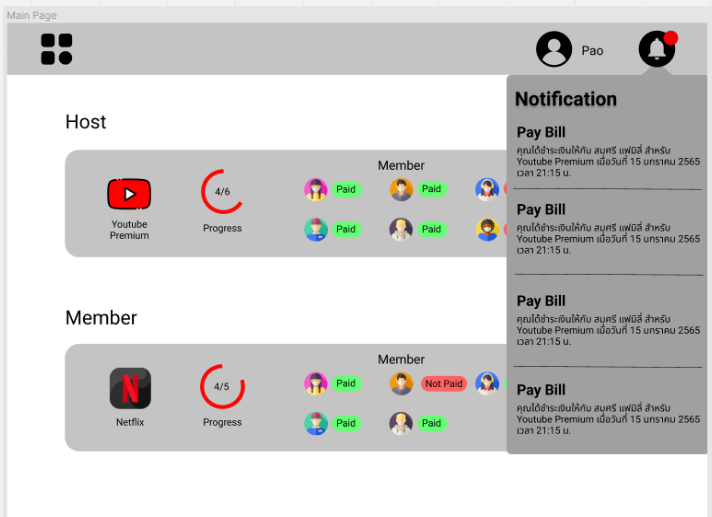 Main Page
Pao
Notification
Host
Member
4/6
Paid
Paid
Youtube
Premium
Progress
Paid
Paid
Member
Member
4/5
Paid
Not Paid
Netflix
Progress
Paid
Paid
Pay Bill
คุณได้ชำระเงินให้กับ สมศรี แฟมิลี่ สำหรับ
Youtube Premium เมื่อวันที่ 15 มกราคม 2565
เวลา 21:15 น.
Pay Bill
คุณได้ชำระเงินให้กับ สมศรี แฟมิลี่ สำหรับ
Youtube Premium เมื่อวันที่ 15 มกราคม 2565
เวลา 21:15 น.
Pay Bill
คุณได้ชำระเงินให้กับ สมศรี แฟมิลี่ สำหรับ
Youtube Premium เมื่อวันที่ 15 มกราคม 2565
เวลา 21:15 น.
Pay Bill
คุณได้ชำระเงินให้กับ สมศรี แฟมิลี่ สำหรับ
Youtube Premium เมื่อวันที่ 15 มกราคม 2565
เวลา 21:15 น.